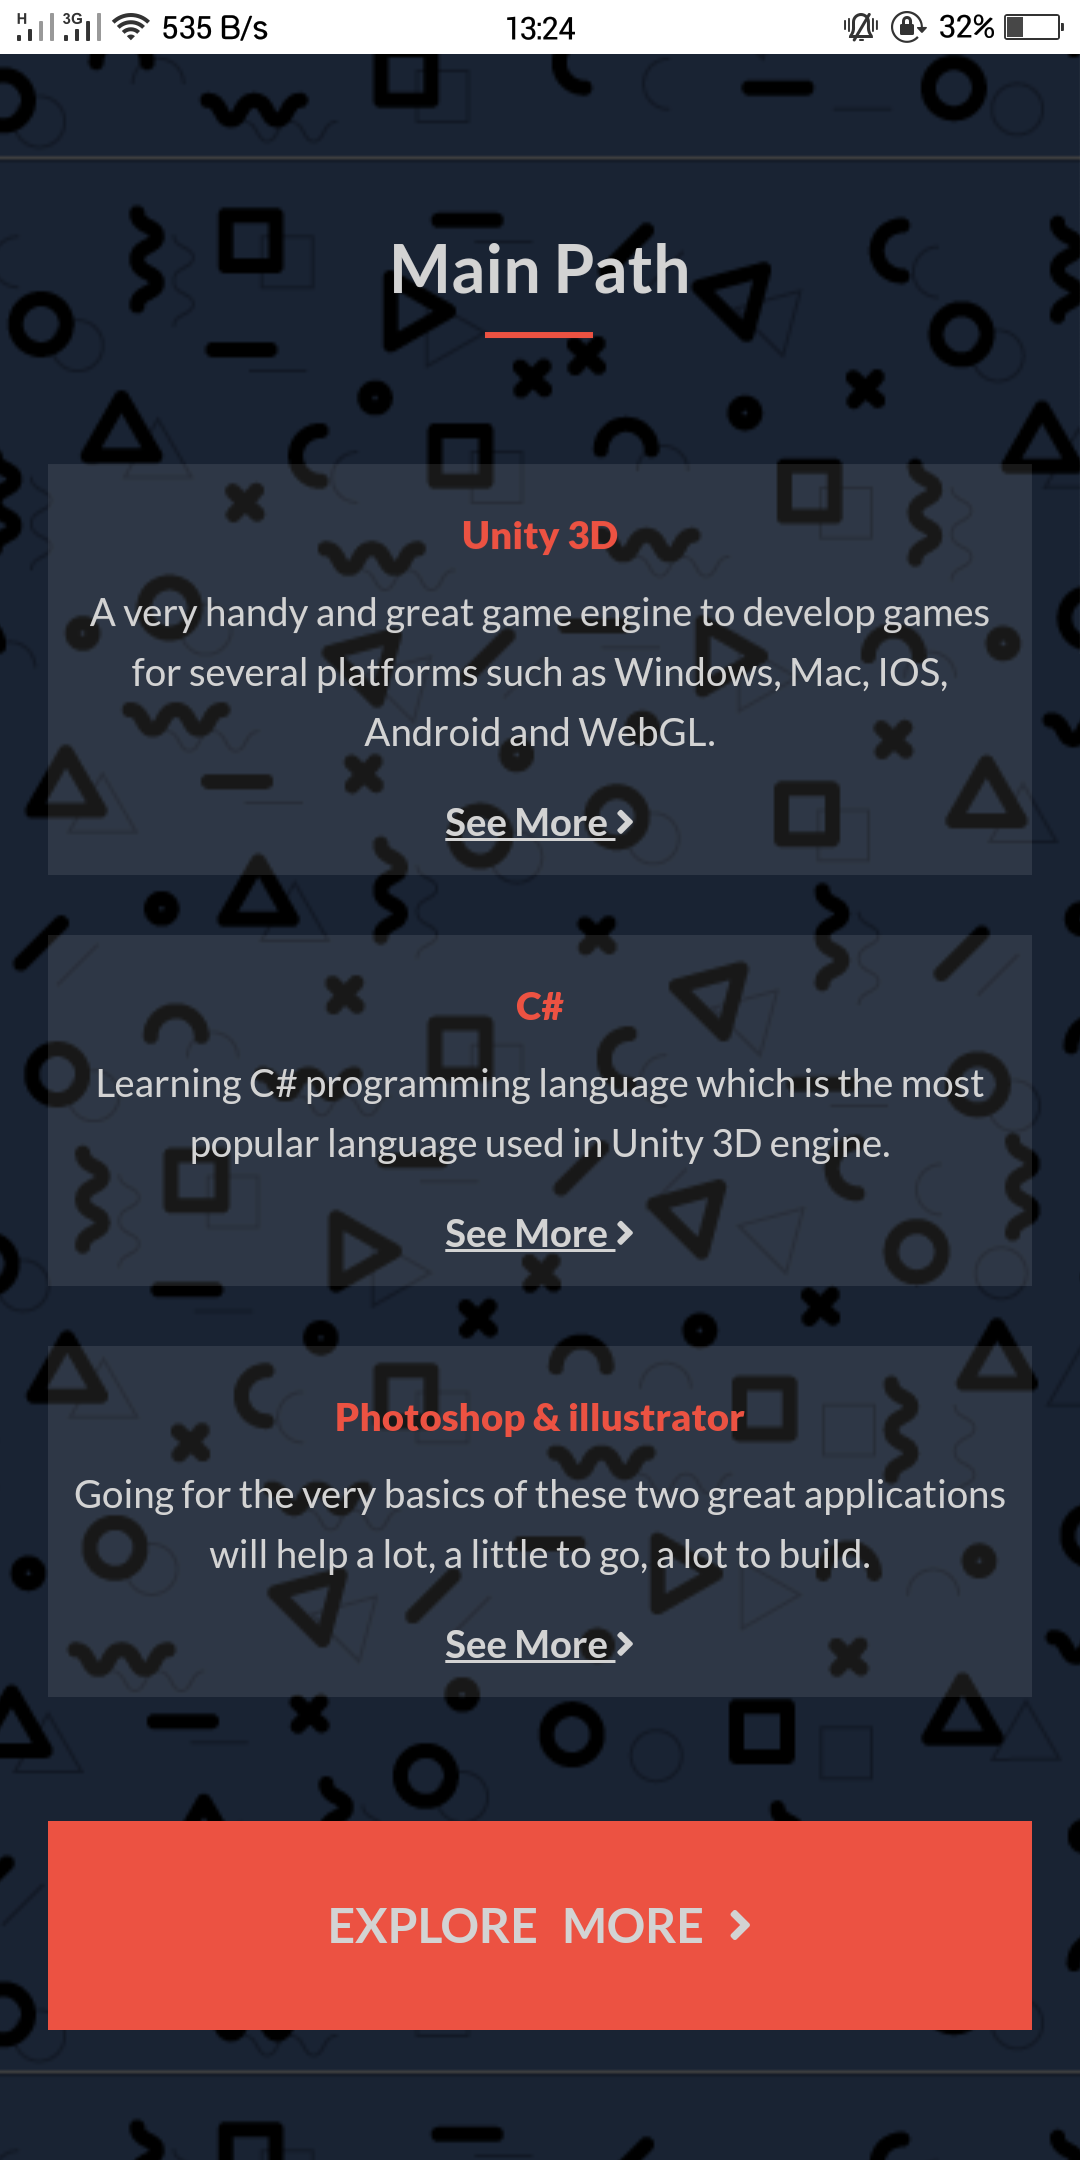 H 3G 535 B/s 13:24 32%
Main Path
Unity 3D
A very handy and great game engine to develop games
for several platforms such as Windows, Mac, IOS,
Android and WebGL.
See More
C#
Learning C# programming language which is the most
popular language used in Unity 3D engine.
See More
Photoshop & illustrator
Going for the very basics of these two great applications
will help a lot, a little to go, a lot to build.
See More
EXPLORE MORE